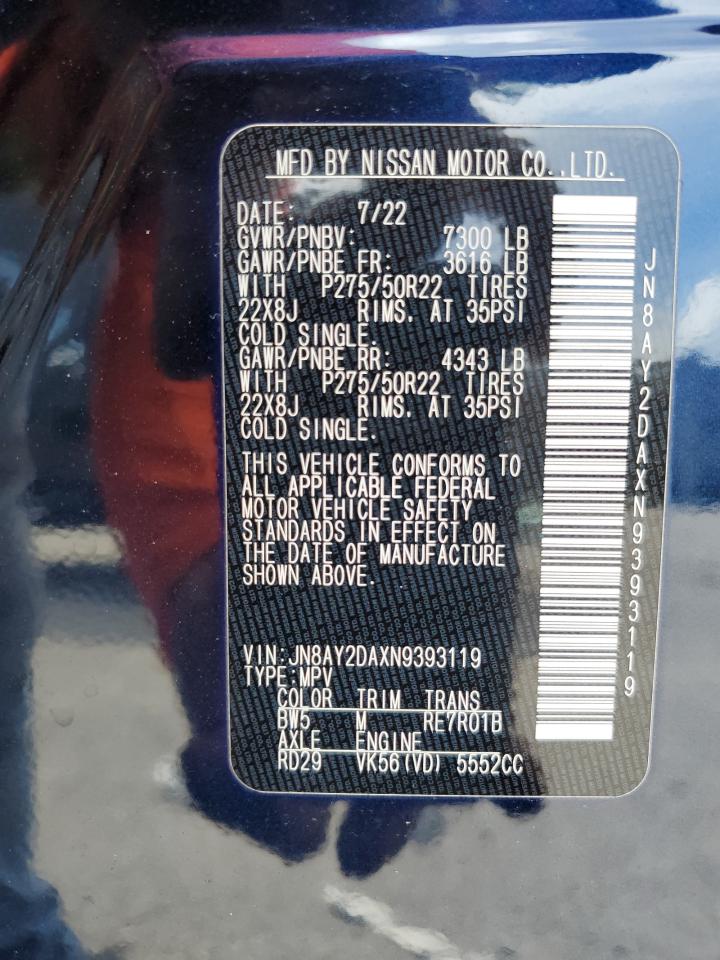 MFD BY NISSAN MOTOR CO.,LTD.
DATE: 7/22
GVWR/PNBV: 7300 LB
GAWR/PNBE FR: 3616 LB
WITH P275/50R22 TIRES
22X8J RIMS. AT 35PSI
COLD SINGLE.
GAWR/PNBE RR: 4343 LB
WITH P275/50R22 TIRES
22X8J RIMS. AT 35PSI
COLD SINGLE.
THIS VEHICLE CONFORMS TO
ALL APPLICABLE FEDERAL
MOTOR VEHICLE SAFETY
STANDARDS IN EFFECT ON
THE DATE OF MANUFACTURE
SHOWN ABOVE.
VIN:JN8AY2DAXN9393119
TYPE:MPV
COLOR TRIM TRANS
BW5 M RE7R01B
AXLE ENGINE
RD29 VK56(VD) 5552CC
JN8AY2DAXN9393119